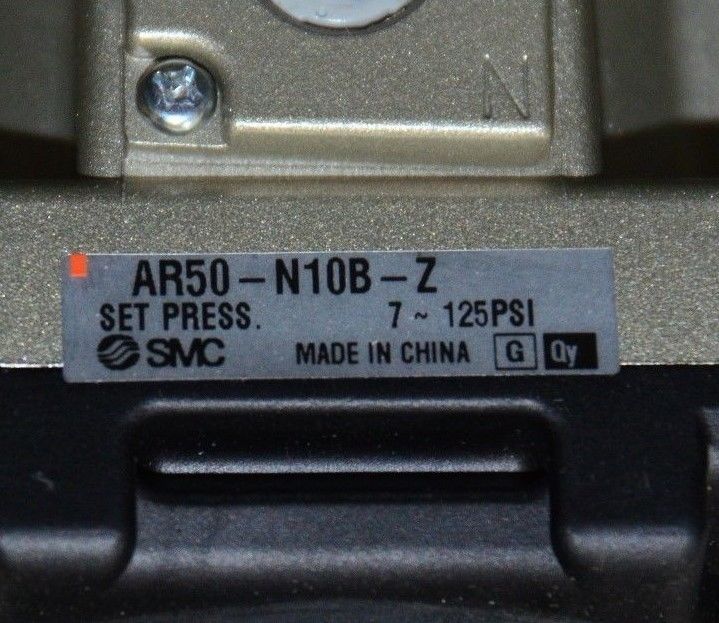 N
AR50-N10B-Z
SET PRESS. 7 ~ 125PSI
SMC MADE IN CHINA G Qy